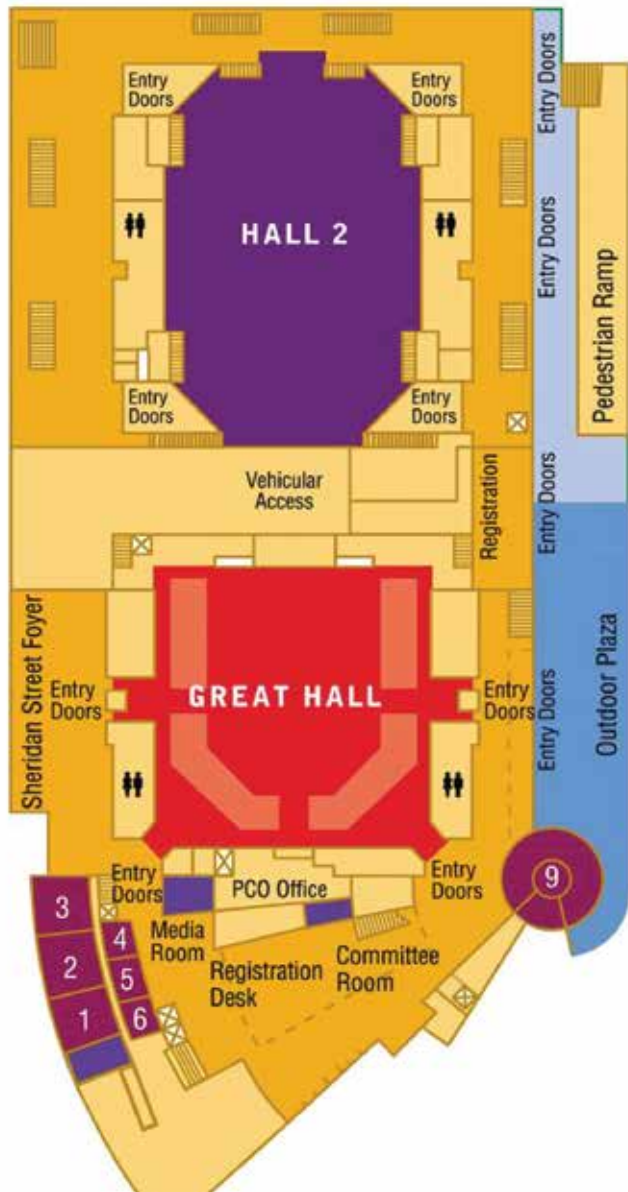 Entry
Doors
Entry
Doors
Entry Doors
HALL 2
Entry Doors
Pedestrian Ramp
Entry
Doors
Entry
Doors
Vehicular
Access
Registration
Entry Doors
Sheridan Street Foyer
Entry
Doors
GREAT HALL
Entry
Doors
Entry Doors
Outdoor Plaza
Entry
Doors
PCO Office
Entry
Doors
9
3
Media
Room
4
2
Registration
Desk
Committee
Room
5
1
6